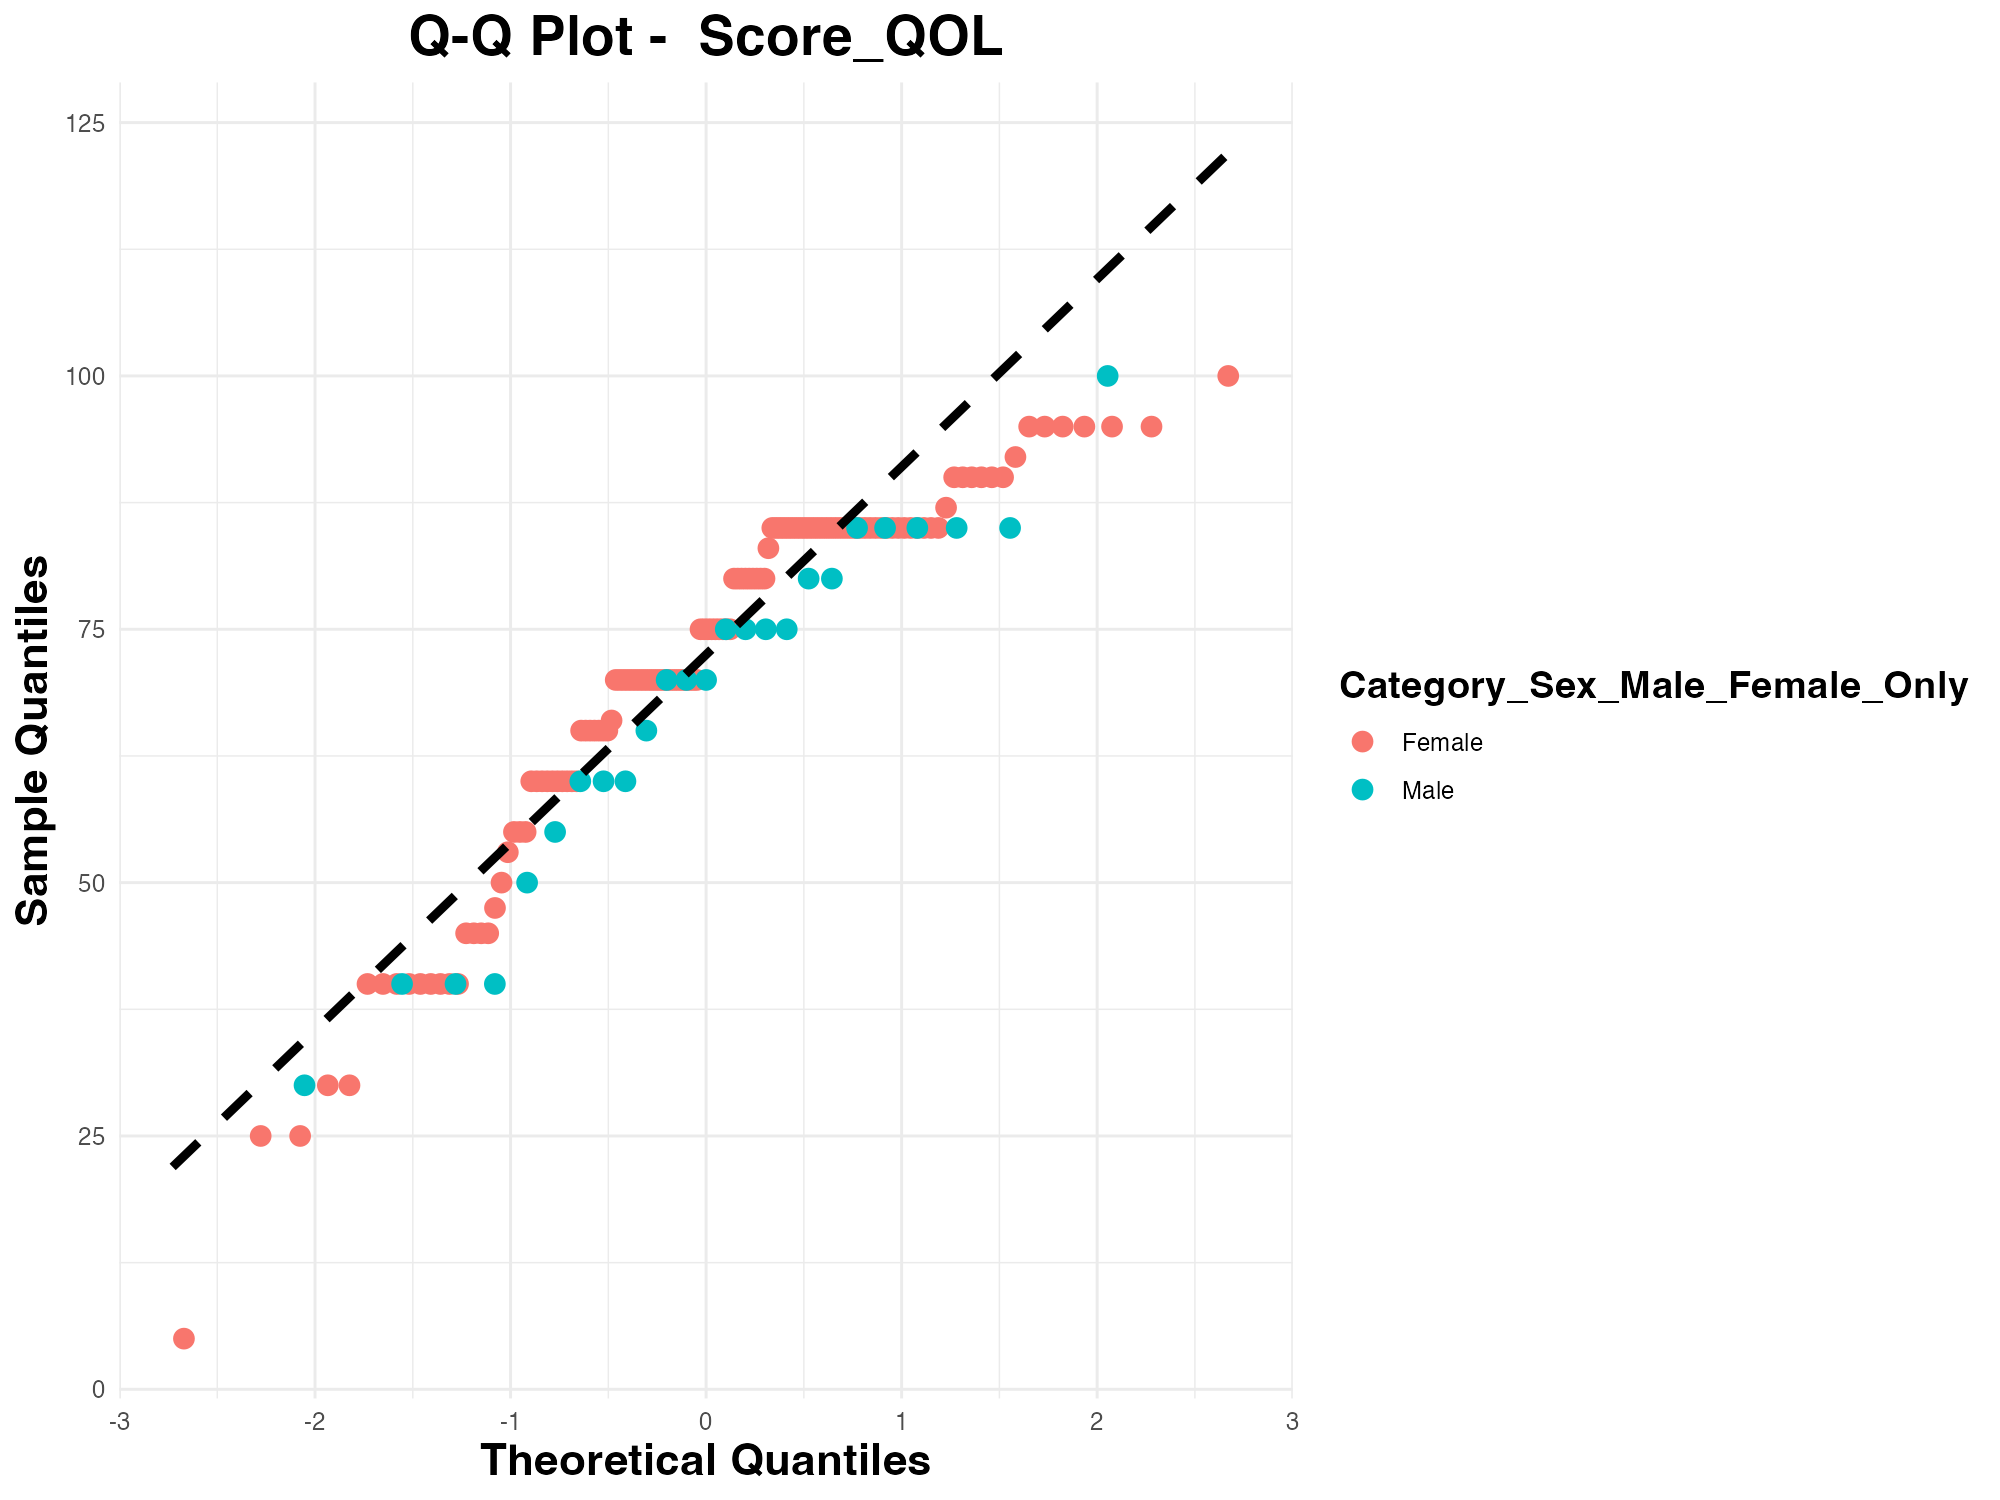 Q-Q Plot -  Score_QOL
125
100
75
50
25
0
-3
-2
-1
0
1
2
3
Sample Quantiles
Theoretical Quantiles
Category_Sex_Male_Female_Only
Female
Male